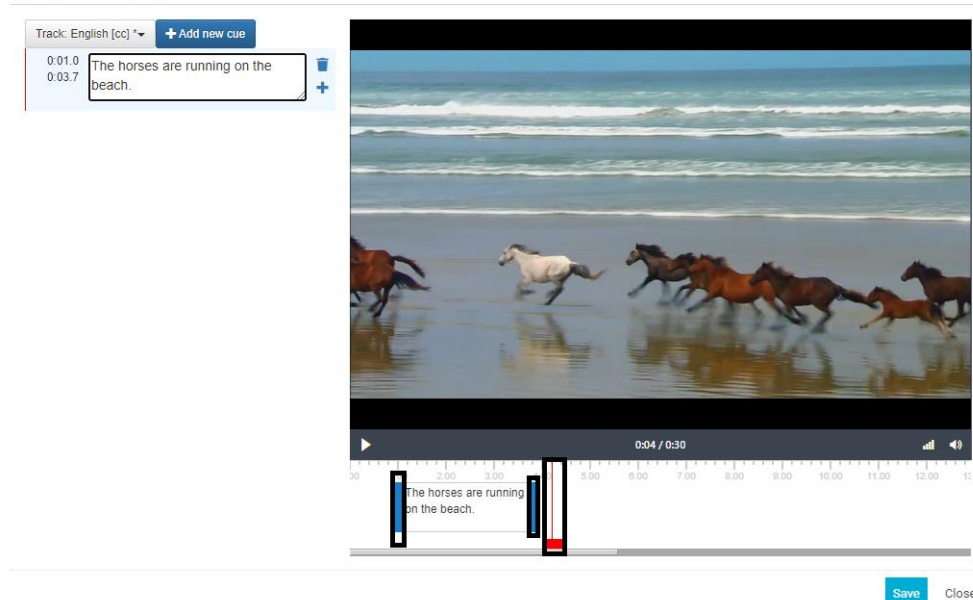 Track: English [cc] *
Add new cue
0:01.0
0:03.7
The horses are running on the
beach.
0:04 / 0:30
2.00 3.00 5.00 6.00 7.00 8.00 9.00 10.00 11.00 12.00
The horses are running
on the beach.
Save Close